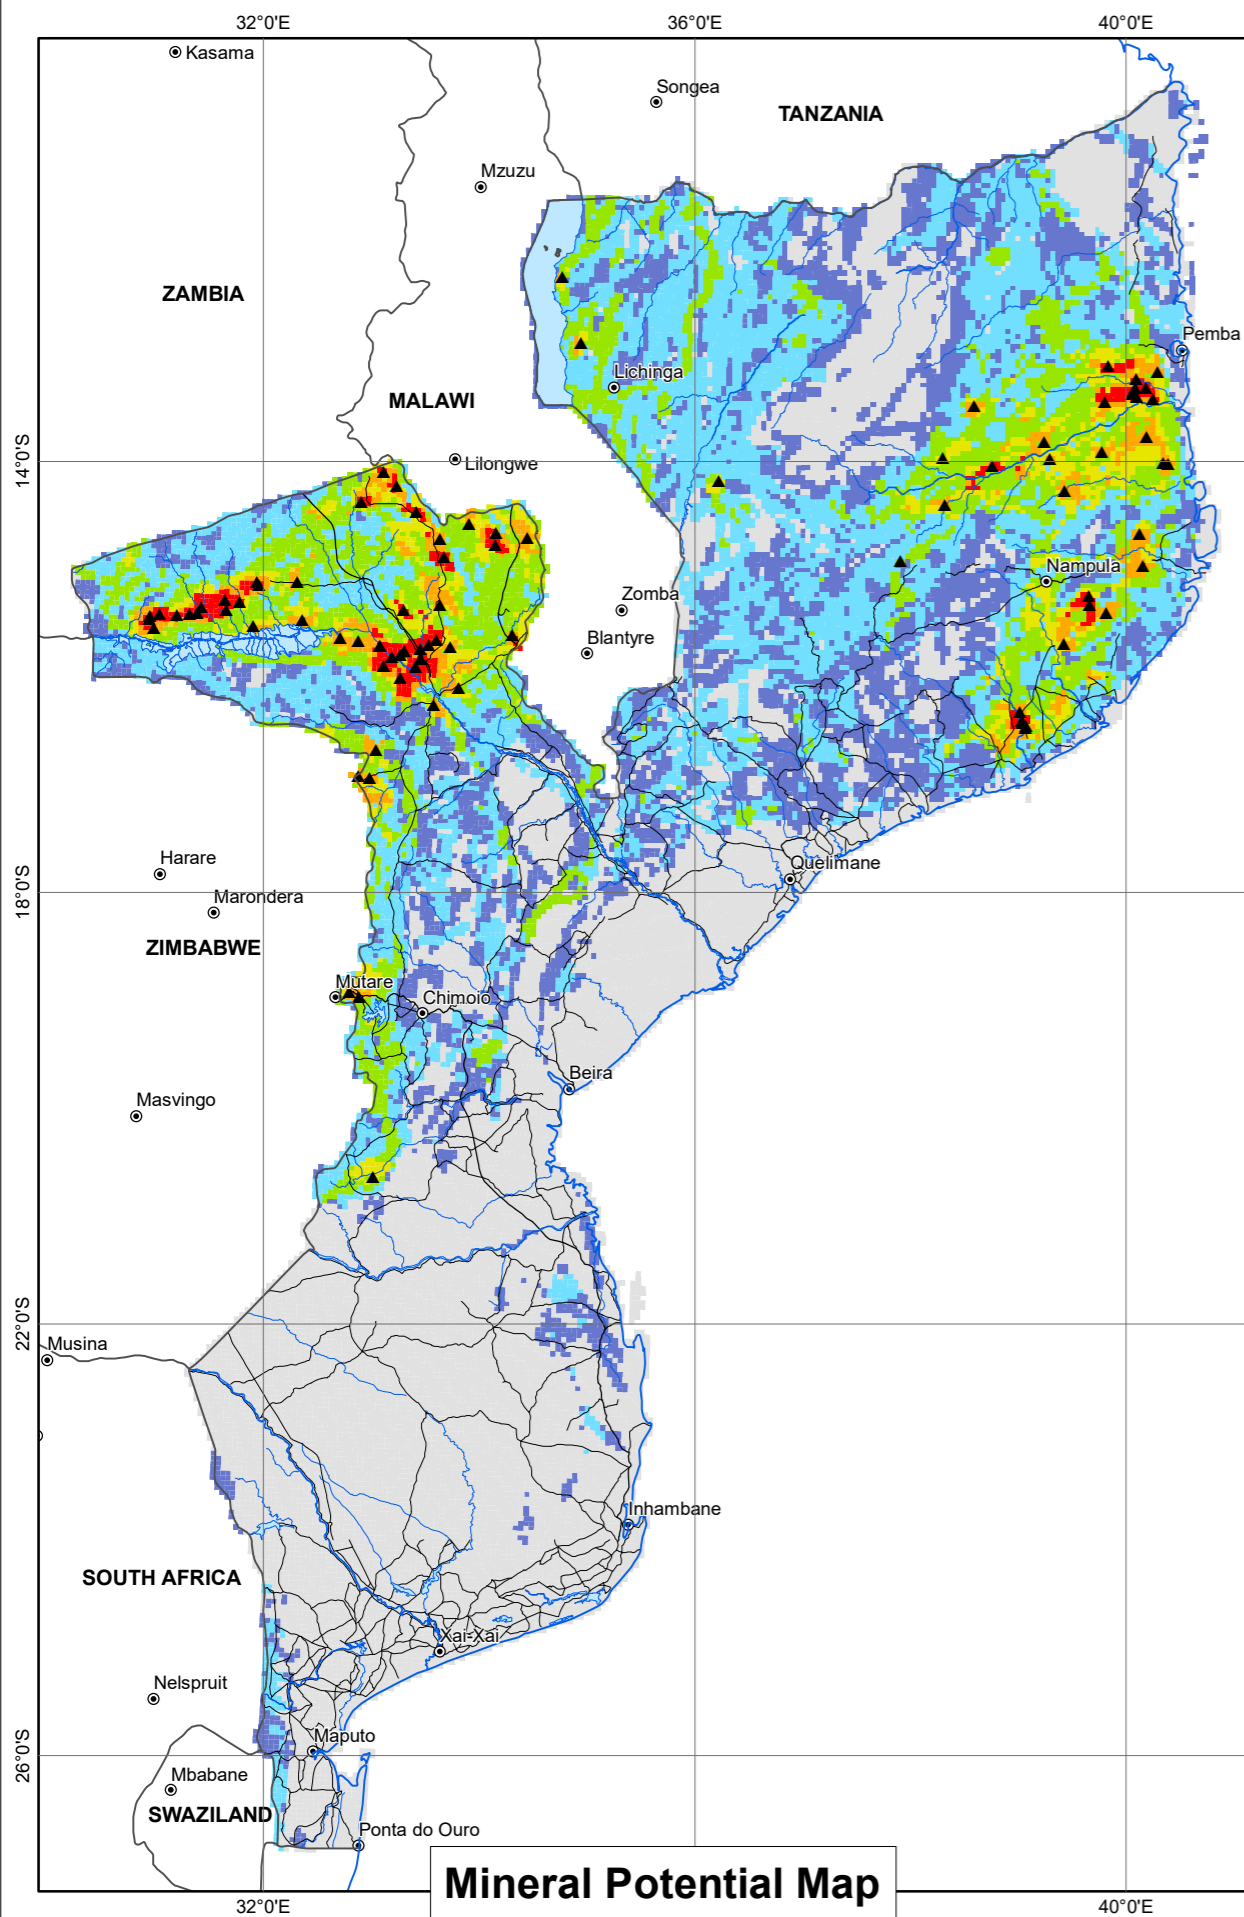 32°0'E
36°0'E
40°0'E
Kasama
Songea
TANZANIA
Mzuzu
ZAMBIA
Pemba
Lichinga
MALAWI
14°0'S
Lilongwe
Nampula
Zomba
Blantyre
Harare
Quelimane
18°0'S
Marondera
ZIMBABWE
Mutare
Chimoio
Beira
Masvingo
22°0'S
Musina
Inhambane
SOUTH AFRICA
Xai-Xai
Nelspruit
Maputo
26°0'S
Mbabane
SWAZILAND
Ponta do Ouro
Mineral Potential Map
32°0'E
40°0'E